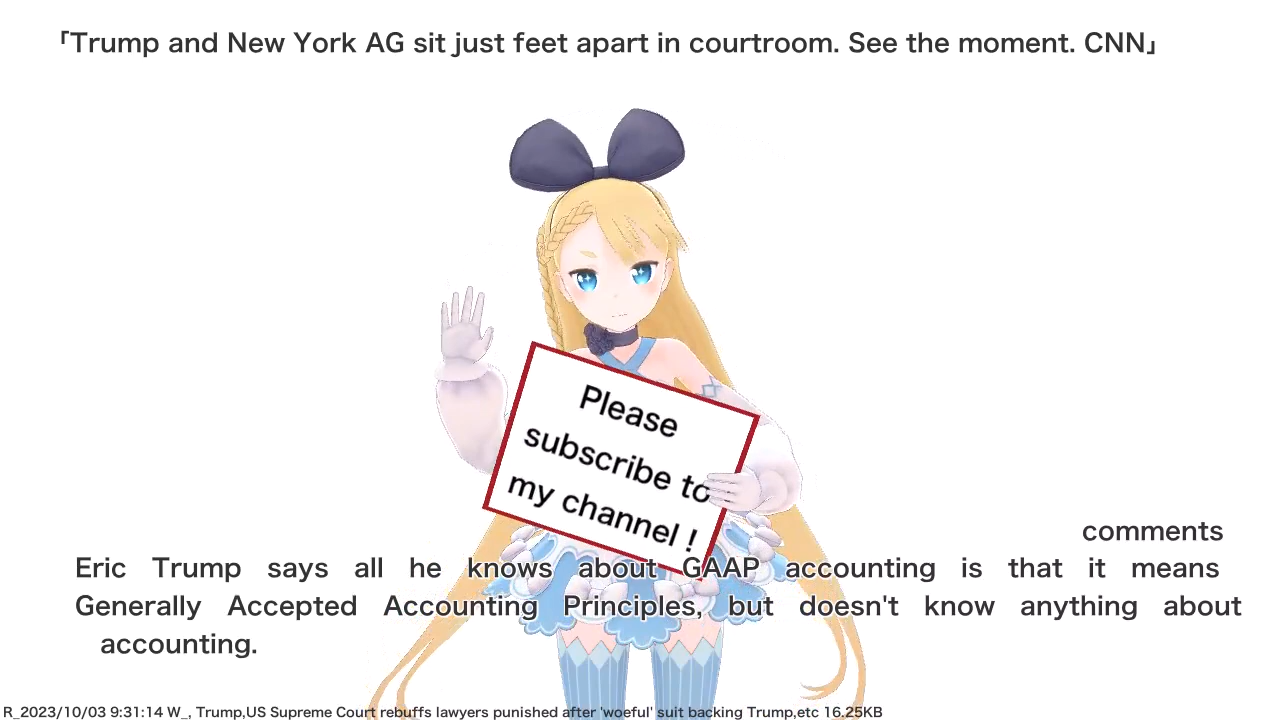 「Trump and New York AG sit just feet apart in courtroom. See the moment. CNN」
Please
subscribe to
my channel !
comments
Eric Trump says all he knows about GAAP accounting is that it means
Generally Accepted Accounting Principles, but doesn't know anything about
accounting.
R_2023/10/03 9:31:14 W_, Trump,US Supreme Court rebuffs lawyers punished after 'woeful' suit backing Trump,etc 16.25KB